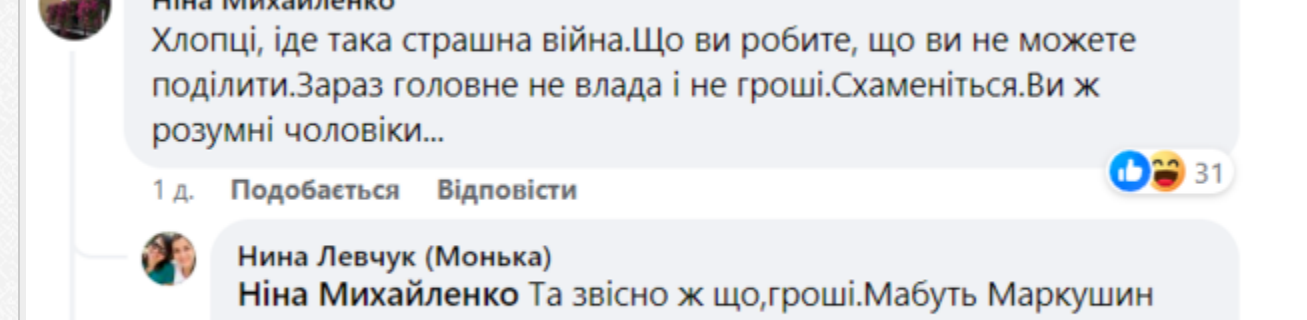 Ніна Михайленко
Хлопці, іде така страшна війна.Що ви робите, що ви не можете
поділити.Зараз головне не влада і не гроші.Схаменіться.Ви ж
розумні чоловіки...
1 д. Подобається Відповісти 31
Нина Левчук (Монька)
Ніна Михайленко Та звісно ж що,гроші.Мабуть Маркушин